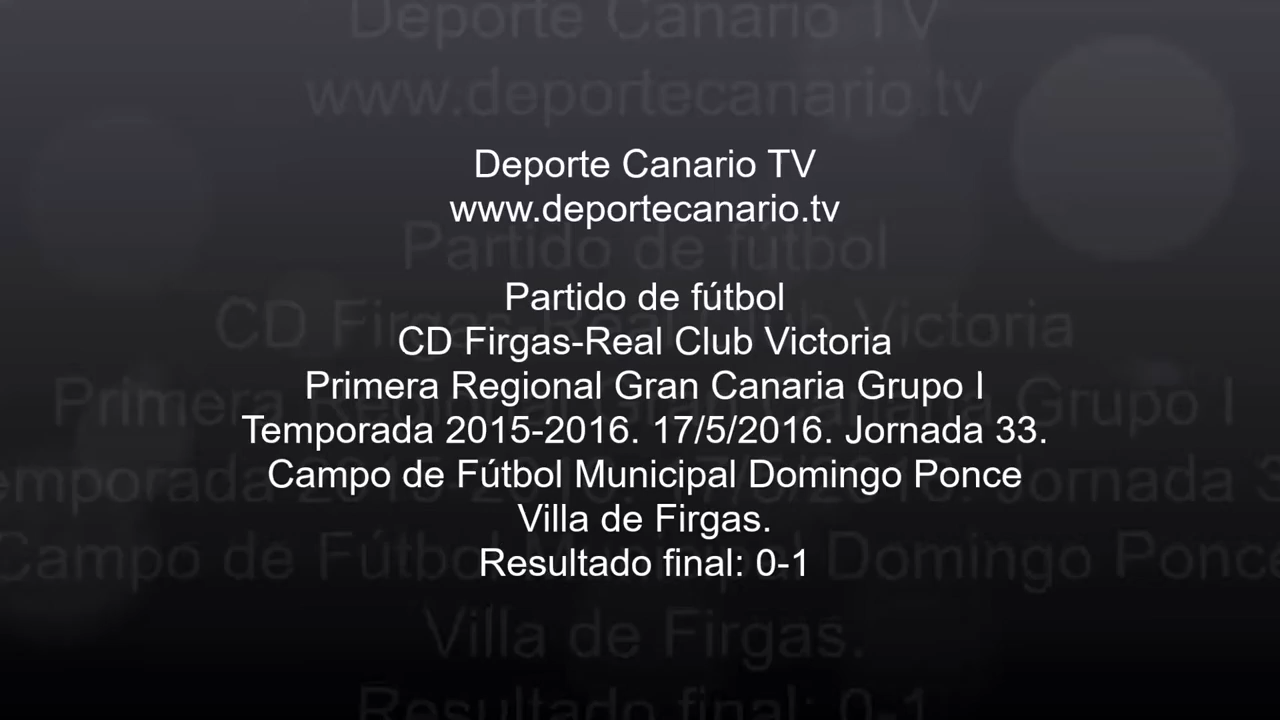 Deporte Canario TV
www.deportecanario.tv
Partido de fútbol
CD Firgas-Real Club Victoria
Primera Regional Gran Canaria Grupo I
Temporada 2015-2016. 17/5/2016. Jornada 33.
Campo de Fútbol Municipal Domingo Ponce
Villa de Firgas.
Resultado final: 0-1